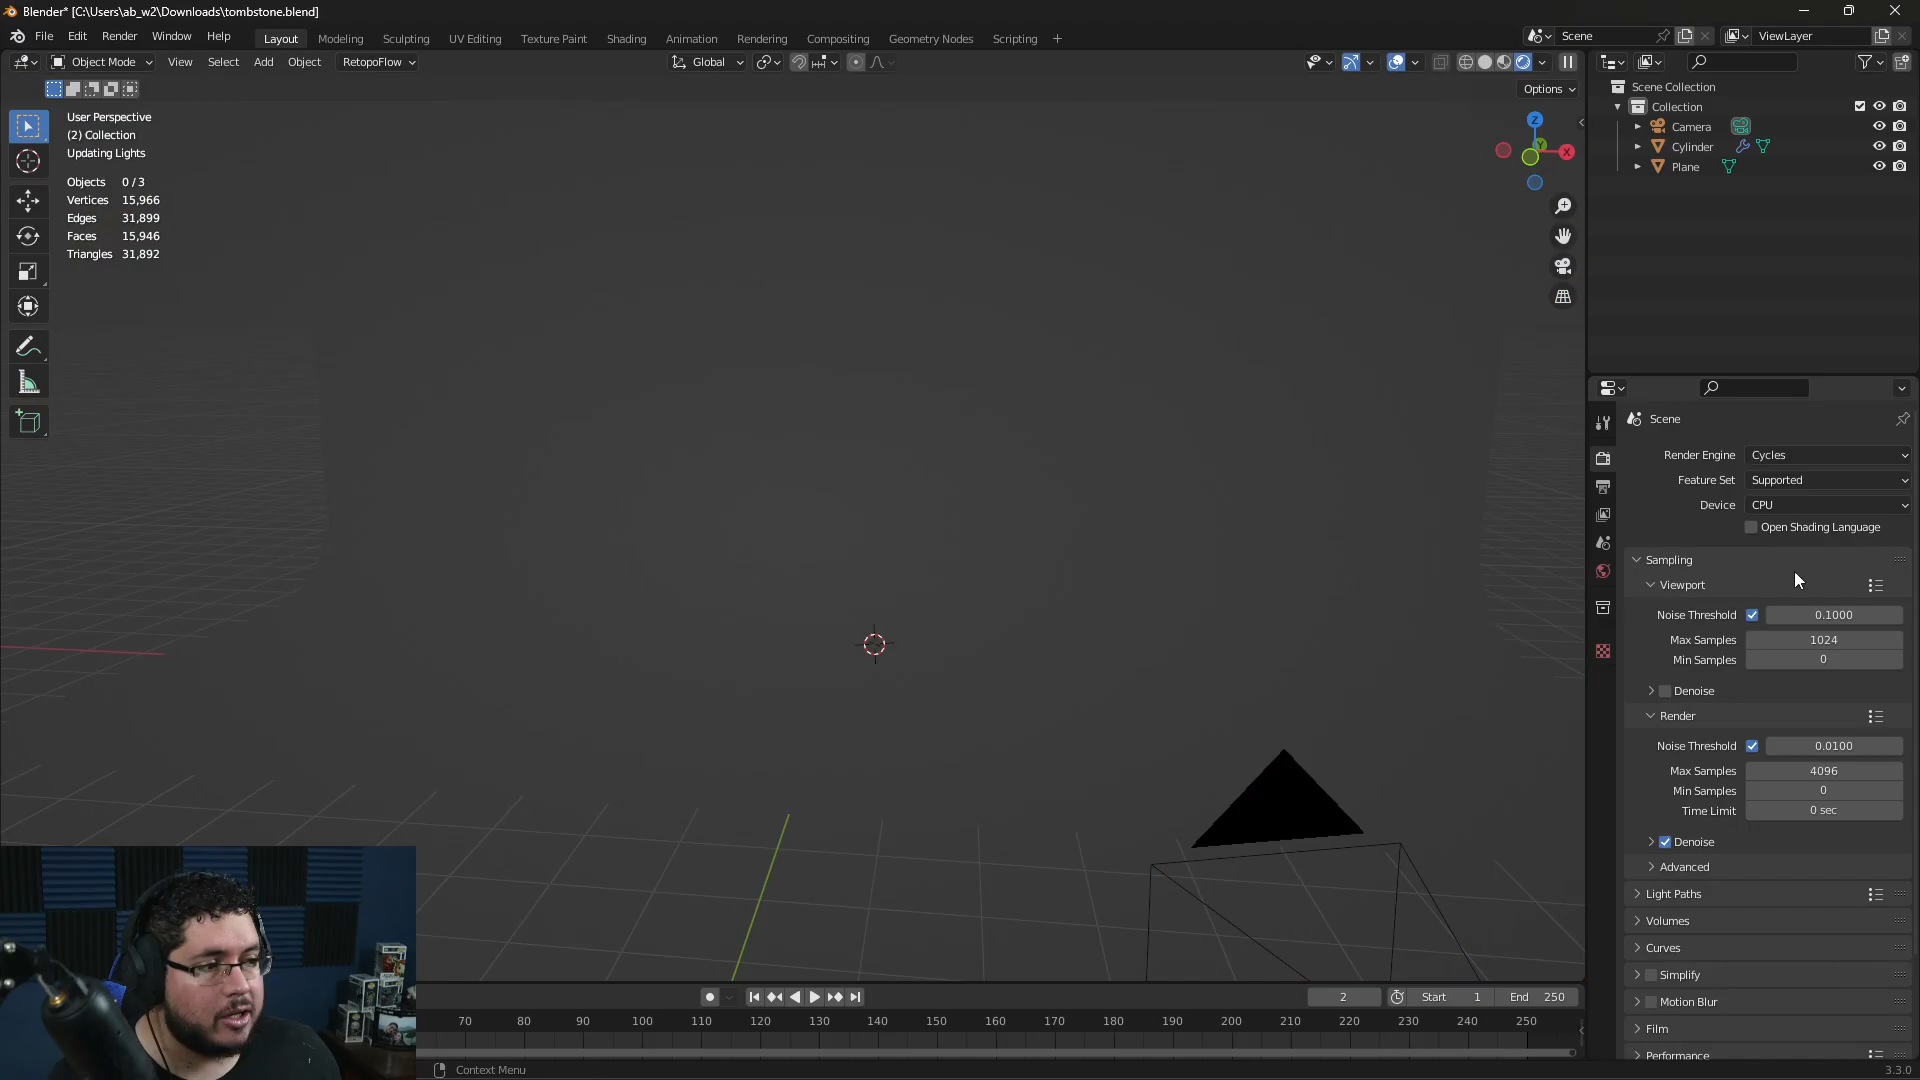 Blender* [C:\Users\ab_w2\Downloads\tombstone.blend]
File Edit Render Window Help
Layout Modeling Sculpting UV Editing Texture Paint Shading Animation Rendering Compositing Geometry Nodes Scripting +
Scene
ViewLayer
Object Mode View Select Add Object RetopoFlow
Global
Options
User Perspective
(2) Collection
Updating Lights
Objects 0/3
Vertices 15,966
Edges 31,899
Faces 15,946
Triangles 31,892
Z
Y
X
Scene Collection
Collection
Camera
Cylinder
Plane
Scene
Render Engine Cycles
Feature Set Supported
Device CPU
Open Shading Language
Sampling
Viewport
Noise Threshold 0.1000
Max Samples 1024
Min Samples 0
Denoise
Render
Noise Threshold 0.0100
Max Samples 4096
Min Samples 0
Time Limit 0 sec
Denoise
Advanced
Light Paths
Volumes
Curves
Simplify
Motion Blur
Film
Performance
2 Start 1 End 250
70 80 90 100 110 120 130 140 150 160 170 180 190 200 210 220 230 240 250
Context Menu
3.3.0